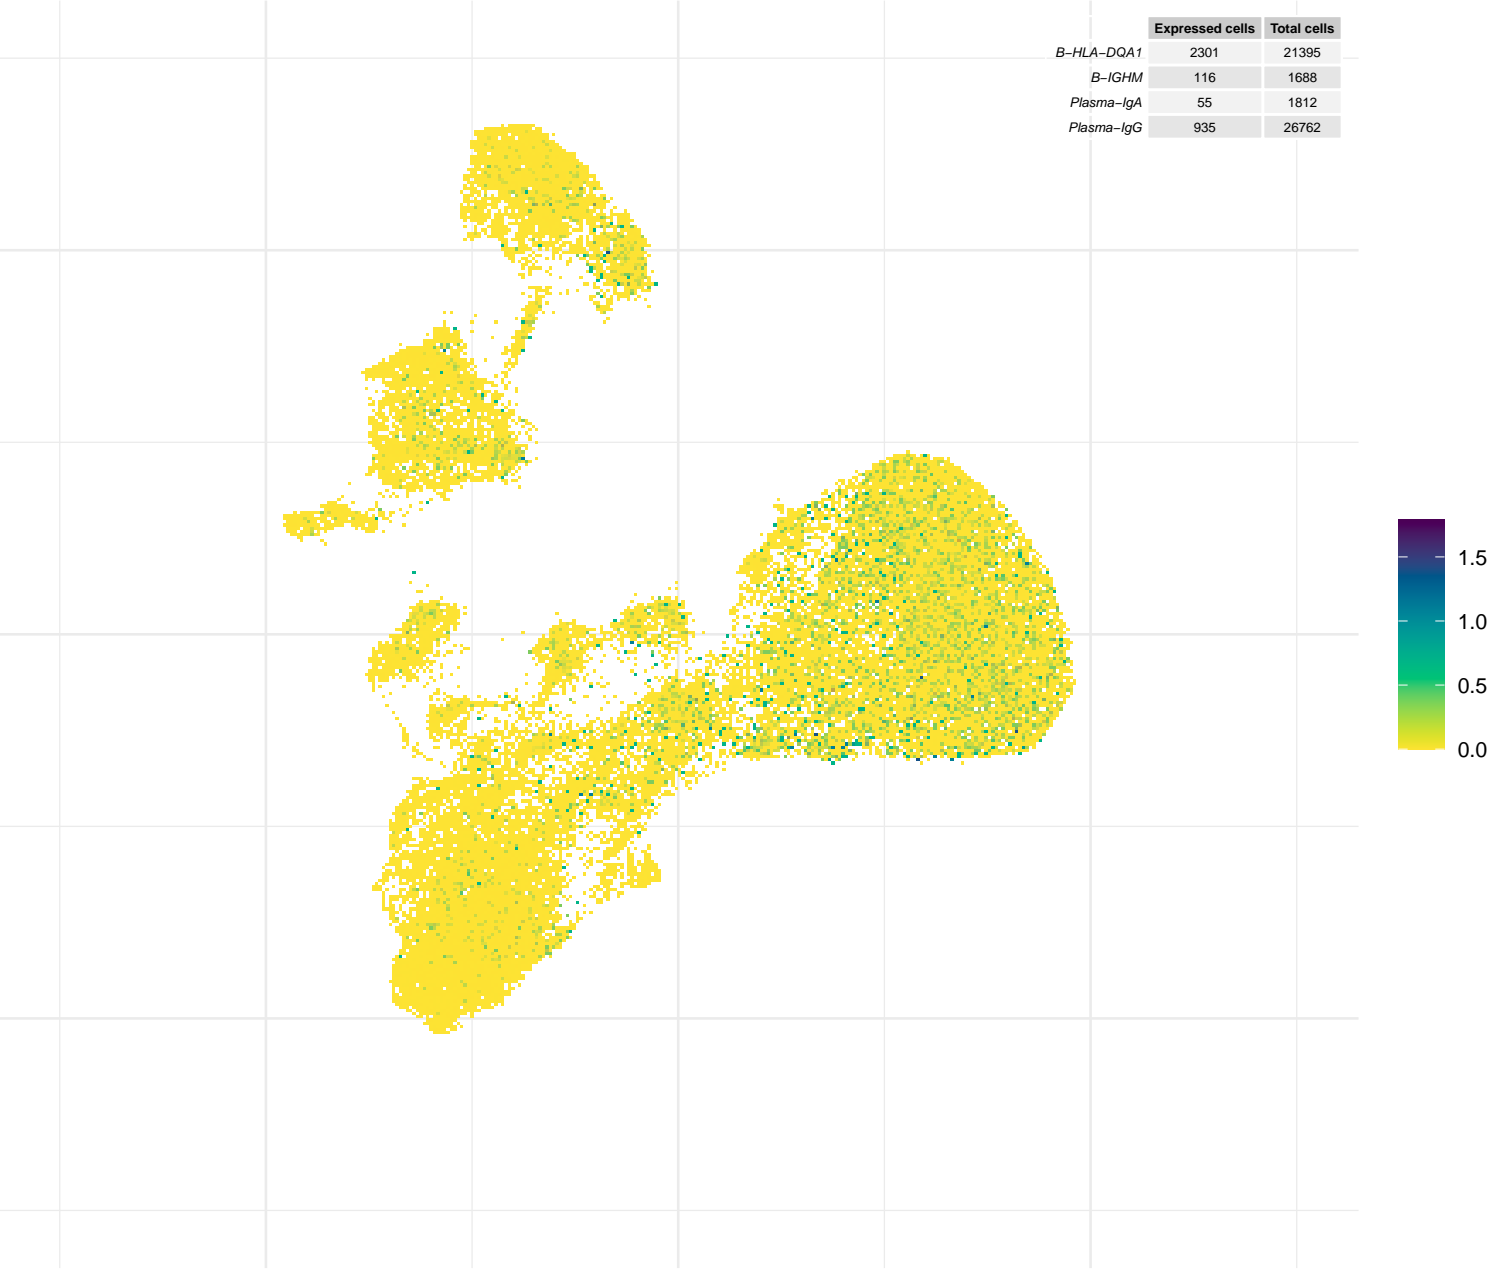 Expressed cells Total cells
B−HLA−DQA1 2301 21395
B−IGHM 116 1688
Plasma−IgA 55 1812
Plasma−IgG 935 26762
1.5
1.0
0.5
0.0